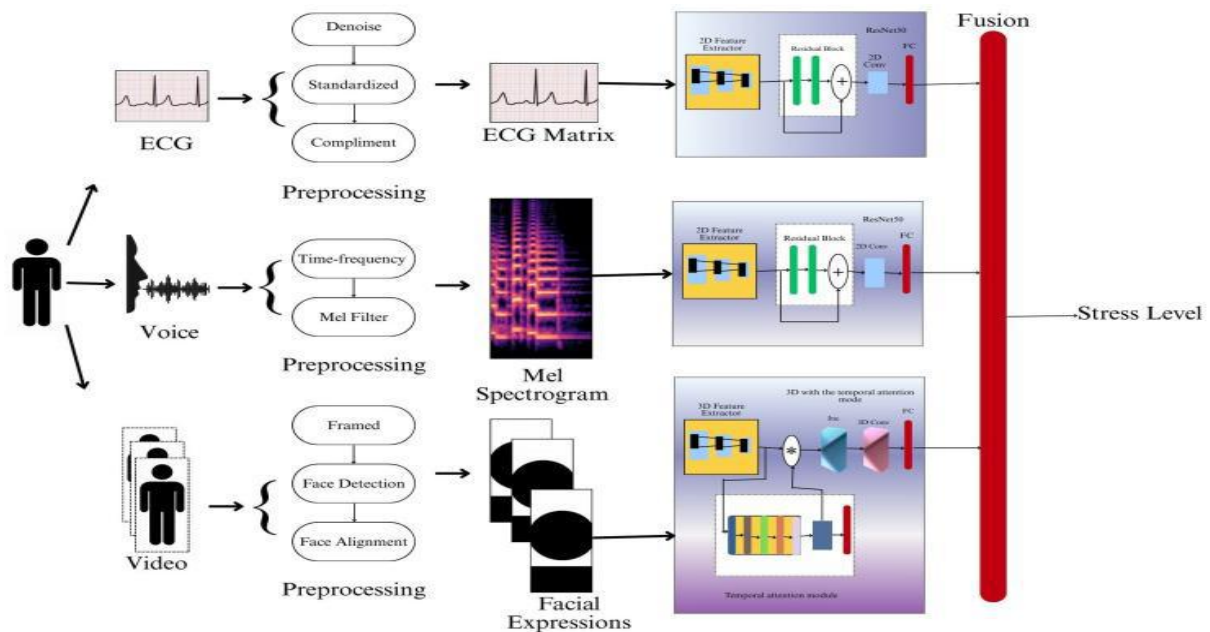 Fusion
Denoise
Standardized
Compliment
ECG
Preprocessing
ECG Matrix
ResNet50
2D Feature
Extractor
Residual Block
2D
Conv
FC
Time-frequency
Mel Filter
Voice
Preprocessing
Mel
Spectrogram
ResNet50
2D Feature
Extractor
Residual Block
2D Conv
FC
Stress Level
Framed
Face Detection
Face Alignment
Video
Preprocessing
Facial
Expressions
3D with the temporal attention
mode
3D Feature
Extractor
3D Conv
FC
Temporal attention module